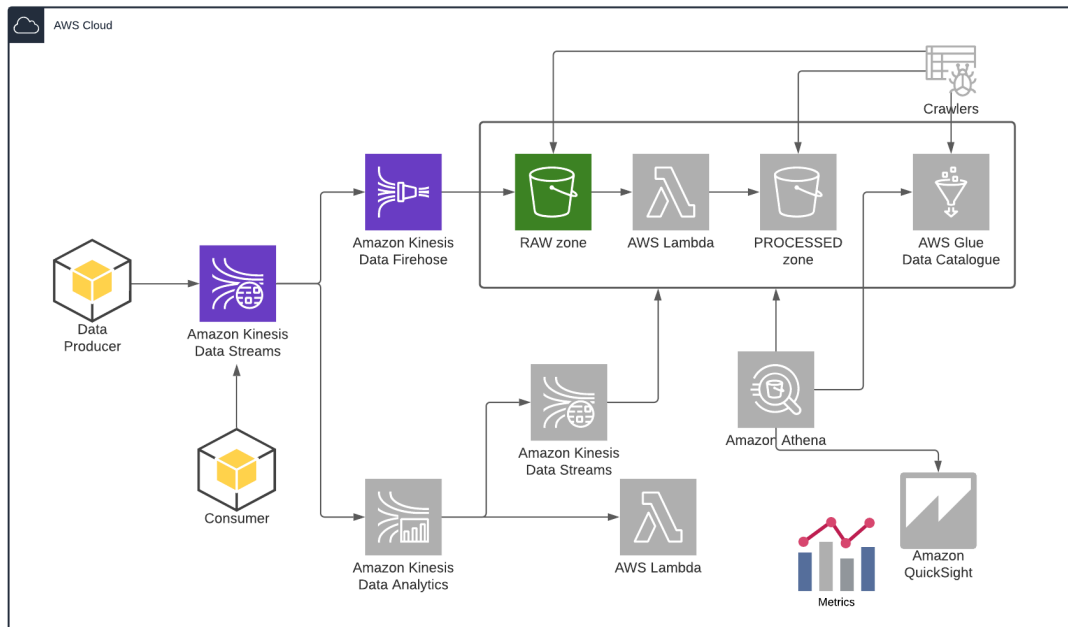 AWS Cloud
Crawlers
Amazon Kinesis
Data Firehose
RAW zone
AWS Lambda
PROCESSED
zone
AWS Glue
Data Catalogue
Data
Producer
Amazon Kinesis
Data Streams
Amazon Kinesis
Data Streams
Amazon Athena
Consumer
Amazon Kinesis
Data Analytics
AWS Lambda
Amazon
QuickSight
Metrics